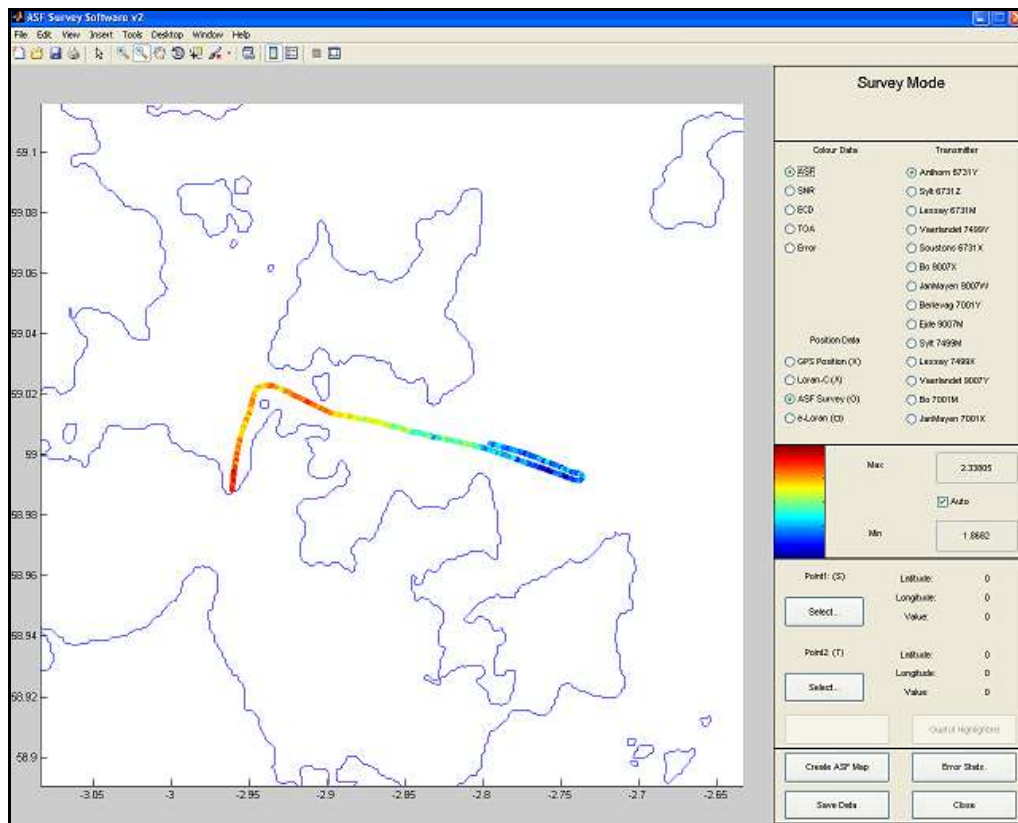 ASF Survey Software v2
File Edit View Insert Tools Desktop Window Help
Survey Mode
Colour Data
ASF
SNR
ECD
TOA
Error
Position Data
GPS Position (X)
Loran-C (X)
ASF Survey (O)
e-Loran (O)
Transmitter
Anthorn 6731Y
Sylt 6731Z
Lessay 6731M
Vaerlandet 7499Y
Soustons 6731X
Bo 9007X
JanMayen 9007W
Berlevag 7001Y
Ejde 9007M
Sylt 7499M
Lessay 7499X
Vaerlandet 9007Y
Bo 7001M
JanMayen 7001X
Max 2.33805
Auto
Min 1.8682
Point1: (S) Latitude: 0
Longitude: 0
Select... Value: 0
Point2: (T) Latitude: 0
Longitude: 0
Select... Value: 0
Create ASF Map Error Stats.
Save Data Close
59.1
59.08
59.06
59.04
59.02
59
58.98
58.96
58.94
58.92
58.9
-3.05 -3 -2.95 -2.9 -2.85 -2.8 -2.75 -2.7 -2.65